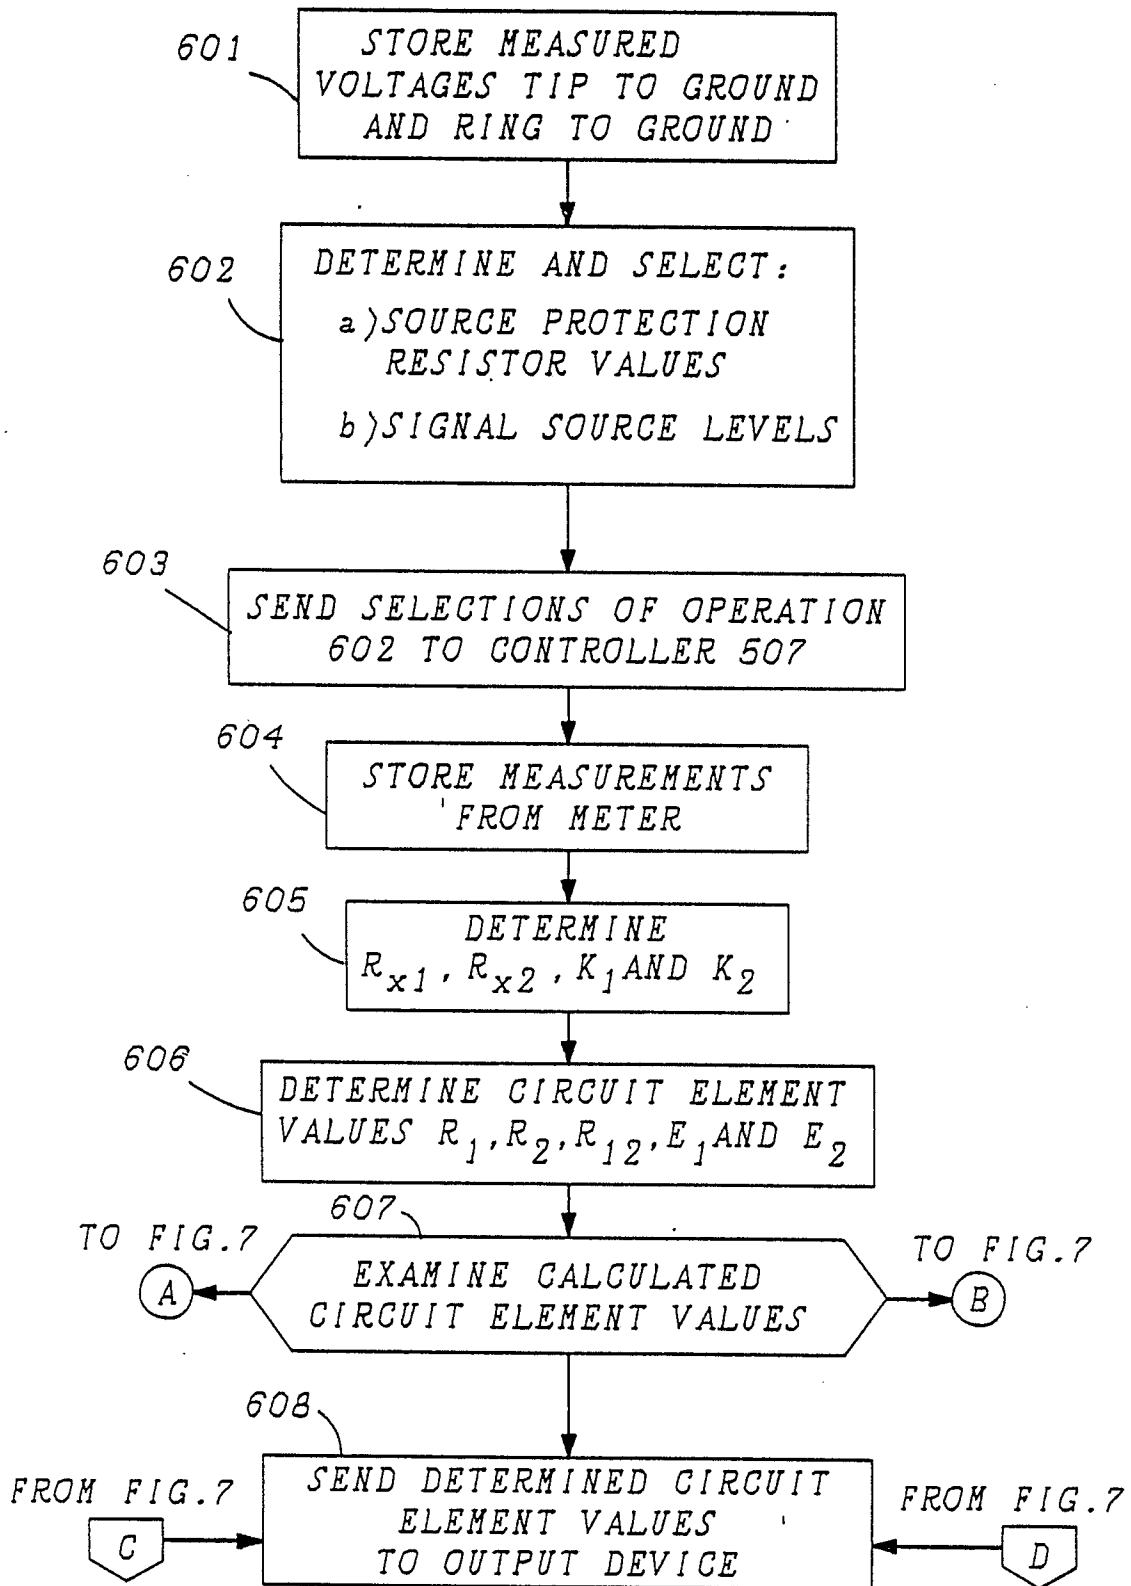 601
STORE MEASURED
VOLTAGES TIP TO GROUND
AND RING TO GROUND
602
DETERMINE AND SELECT:
a)SOURCE PROTECTION
RESISTOR VALUES
b)SIGNAL SOURCE LEVELS
603
SEND SELECTIONS OF OPERATION
602 TO CONTROLLER 507
604
STORE MEASUREMENTS
FROM METER
605
DETERMINE
Rx1, Rx2, K1 AND K2
606
DETERMINE CIRCUIT ELEMENT
VALUES R1, R2, R12, E1 AND E2
607
TO FIG.7
A
EXAMINE CALCULATED
CIRCUIT ELEMENT VALUES
TO FIG.7
B
608
FROM FIG.7
C
SEND DETERMINED CIRCUIT
ELEMENT VALUES
TO OUTPUT DEVICE
FROM FIG.7
D